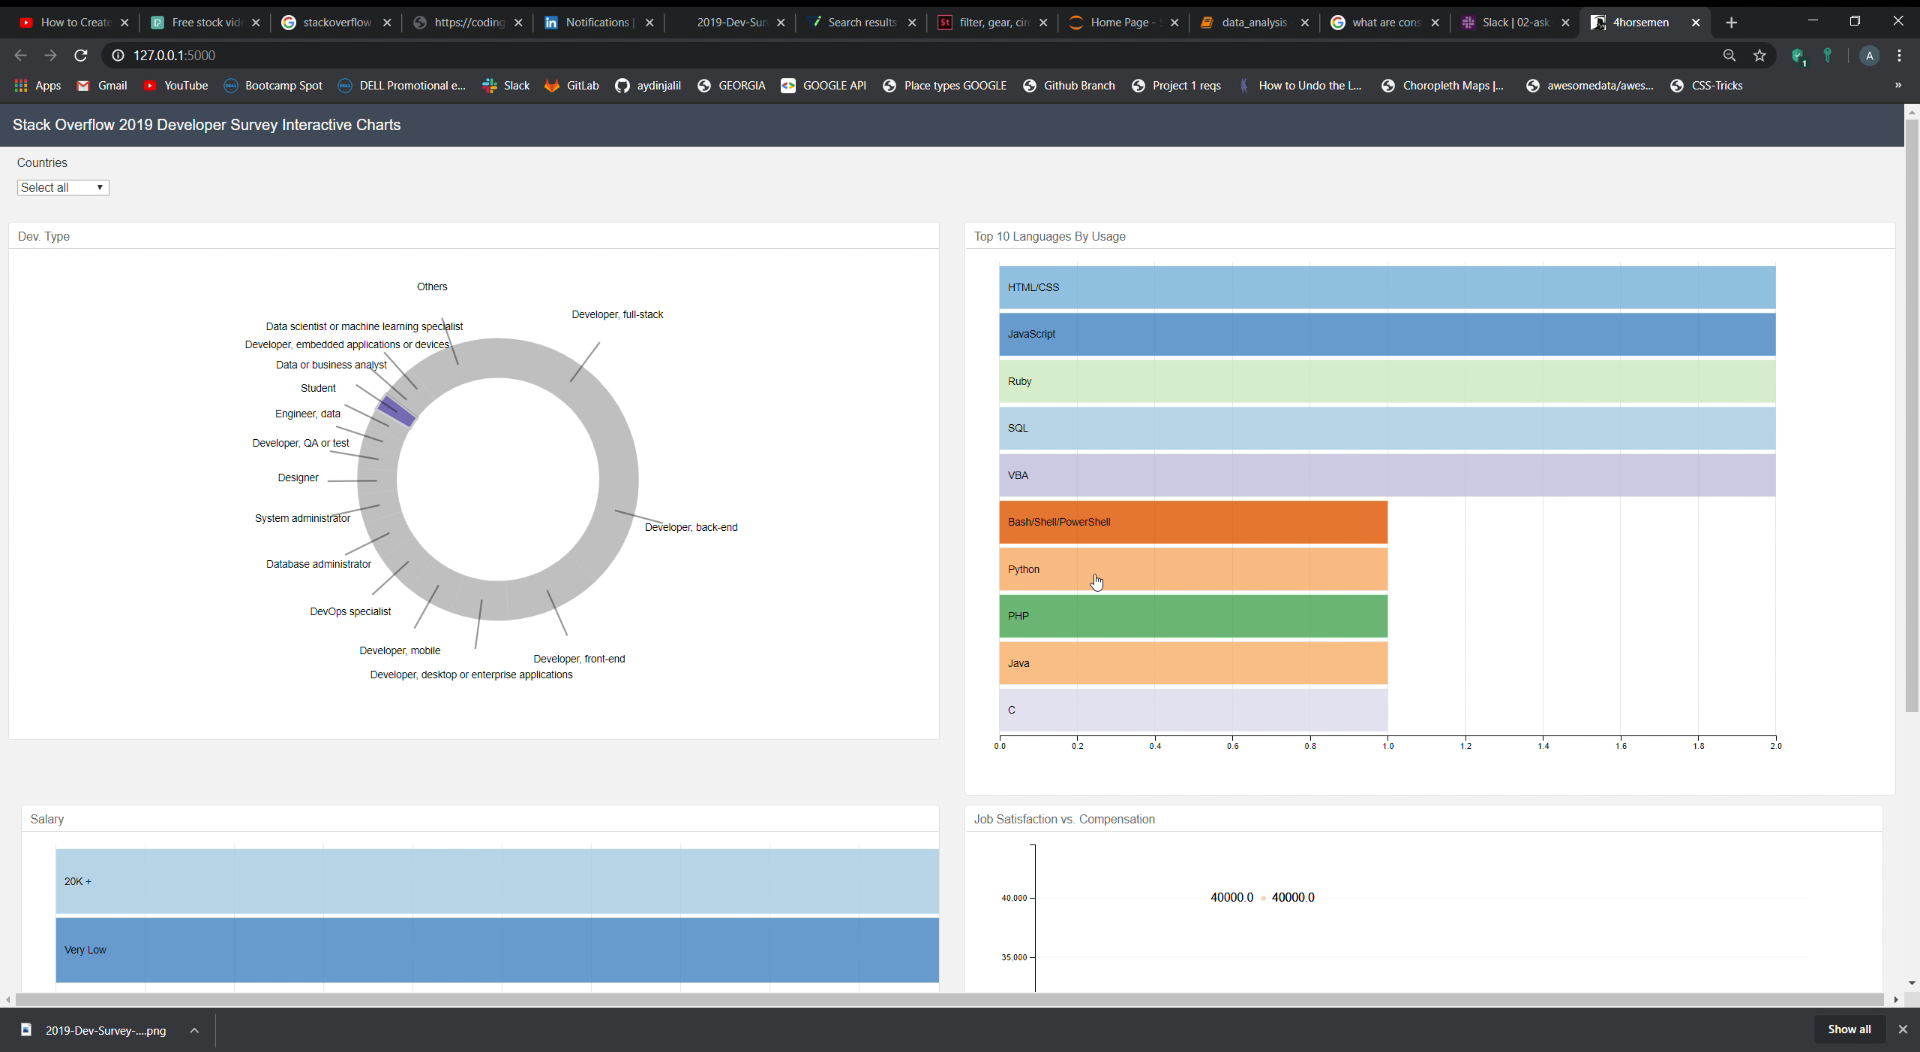 How to Create
Free stock vid
stackoverflow
https://coding
Notifications |
2019-Dev-Sur
Search results
filter, gear, cir
Home Page -
data_analysis
what are cons
Slack | 02-ask
4horsemen
127.0.0.1:5000
A
1
Apps
Gmail
YouTube
Bootcamp Spot
DELL Promotional e...
Slack
GitLab
aydinjalil
GEORGIA
GOOGLE API
Place types GOOGLE
Github Branch
Project 1 reqs
How to Undo the L...
Choropleth Maps |...
awesomedata/awes...
CSS-Tricks
»
Stack Overflow 2019 Developer Survey Interactive Charts
Countries
Select all
Dev. Type
Others
Developer, full-stack
Data scientist or machine learning specialist
Developer, embedded applications or devices
Data or business analyst
Student
Engineer, data
Developer, QA or test
Designer
System administrator
Developer, back-end
Database administrator
DevOps specialist
Developer, mobile
Developer, front-end
Developer, desktop or enterprise applications
Top 10 Languages By Usage
HTML/CSS
JavaScript
Ruby
SQL
VBA
Bash/Shell/PowerShell
Python
PHP
Java
C
0.0 0.2 0.4 0.6 0.8 1.0 1.2 1.4 1.6 1.8 2.0
Salary
20K +
Very Low
Job Satisfaction vs. Compensation
40,000
40000.0 40000.0
35,000
2019-Dev-Survey-....png
Show all